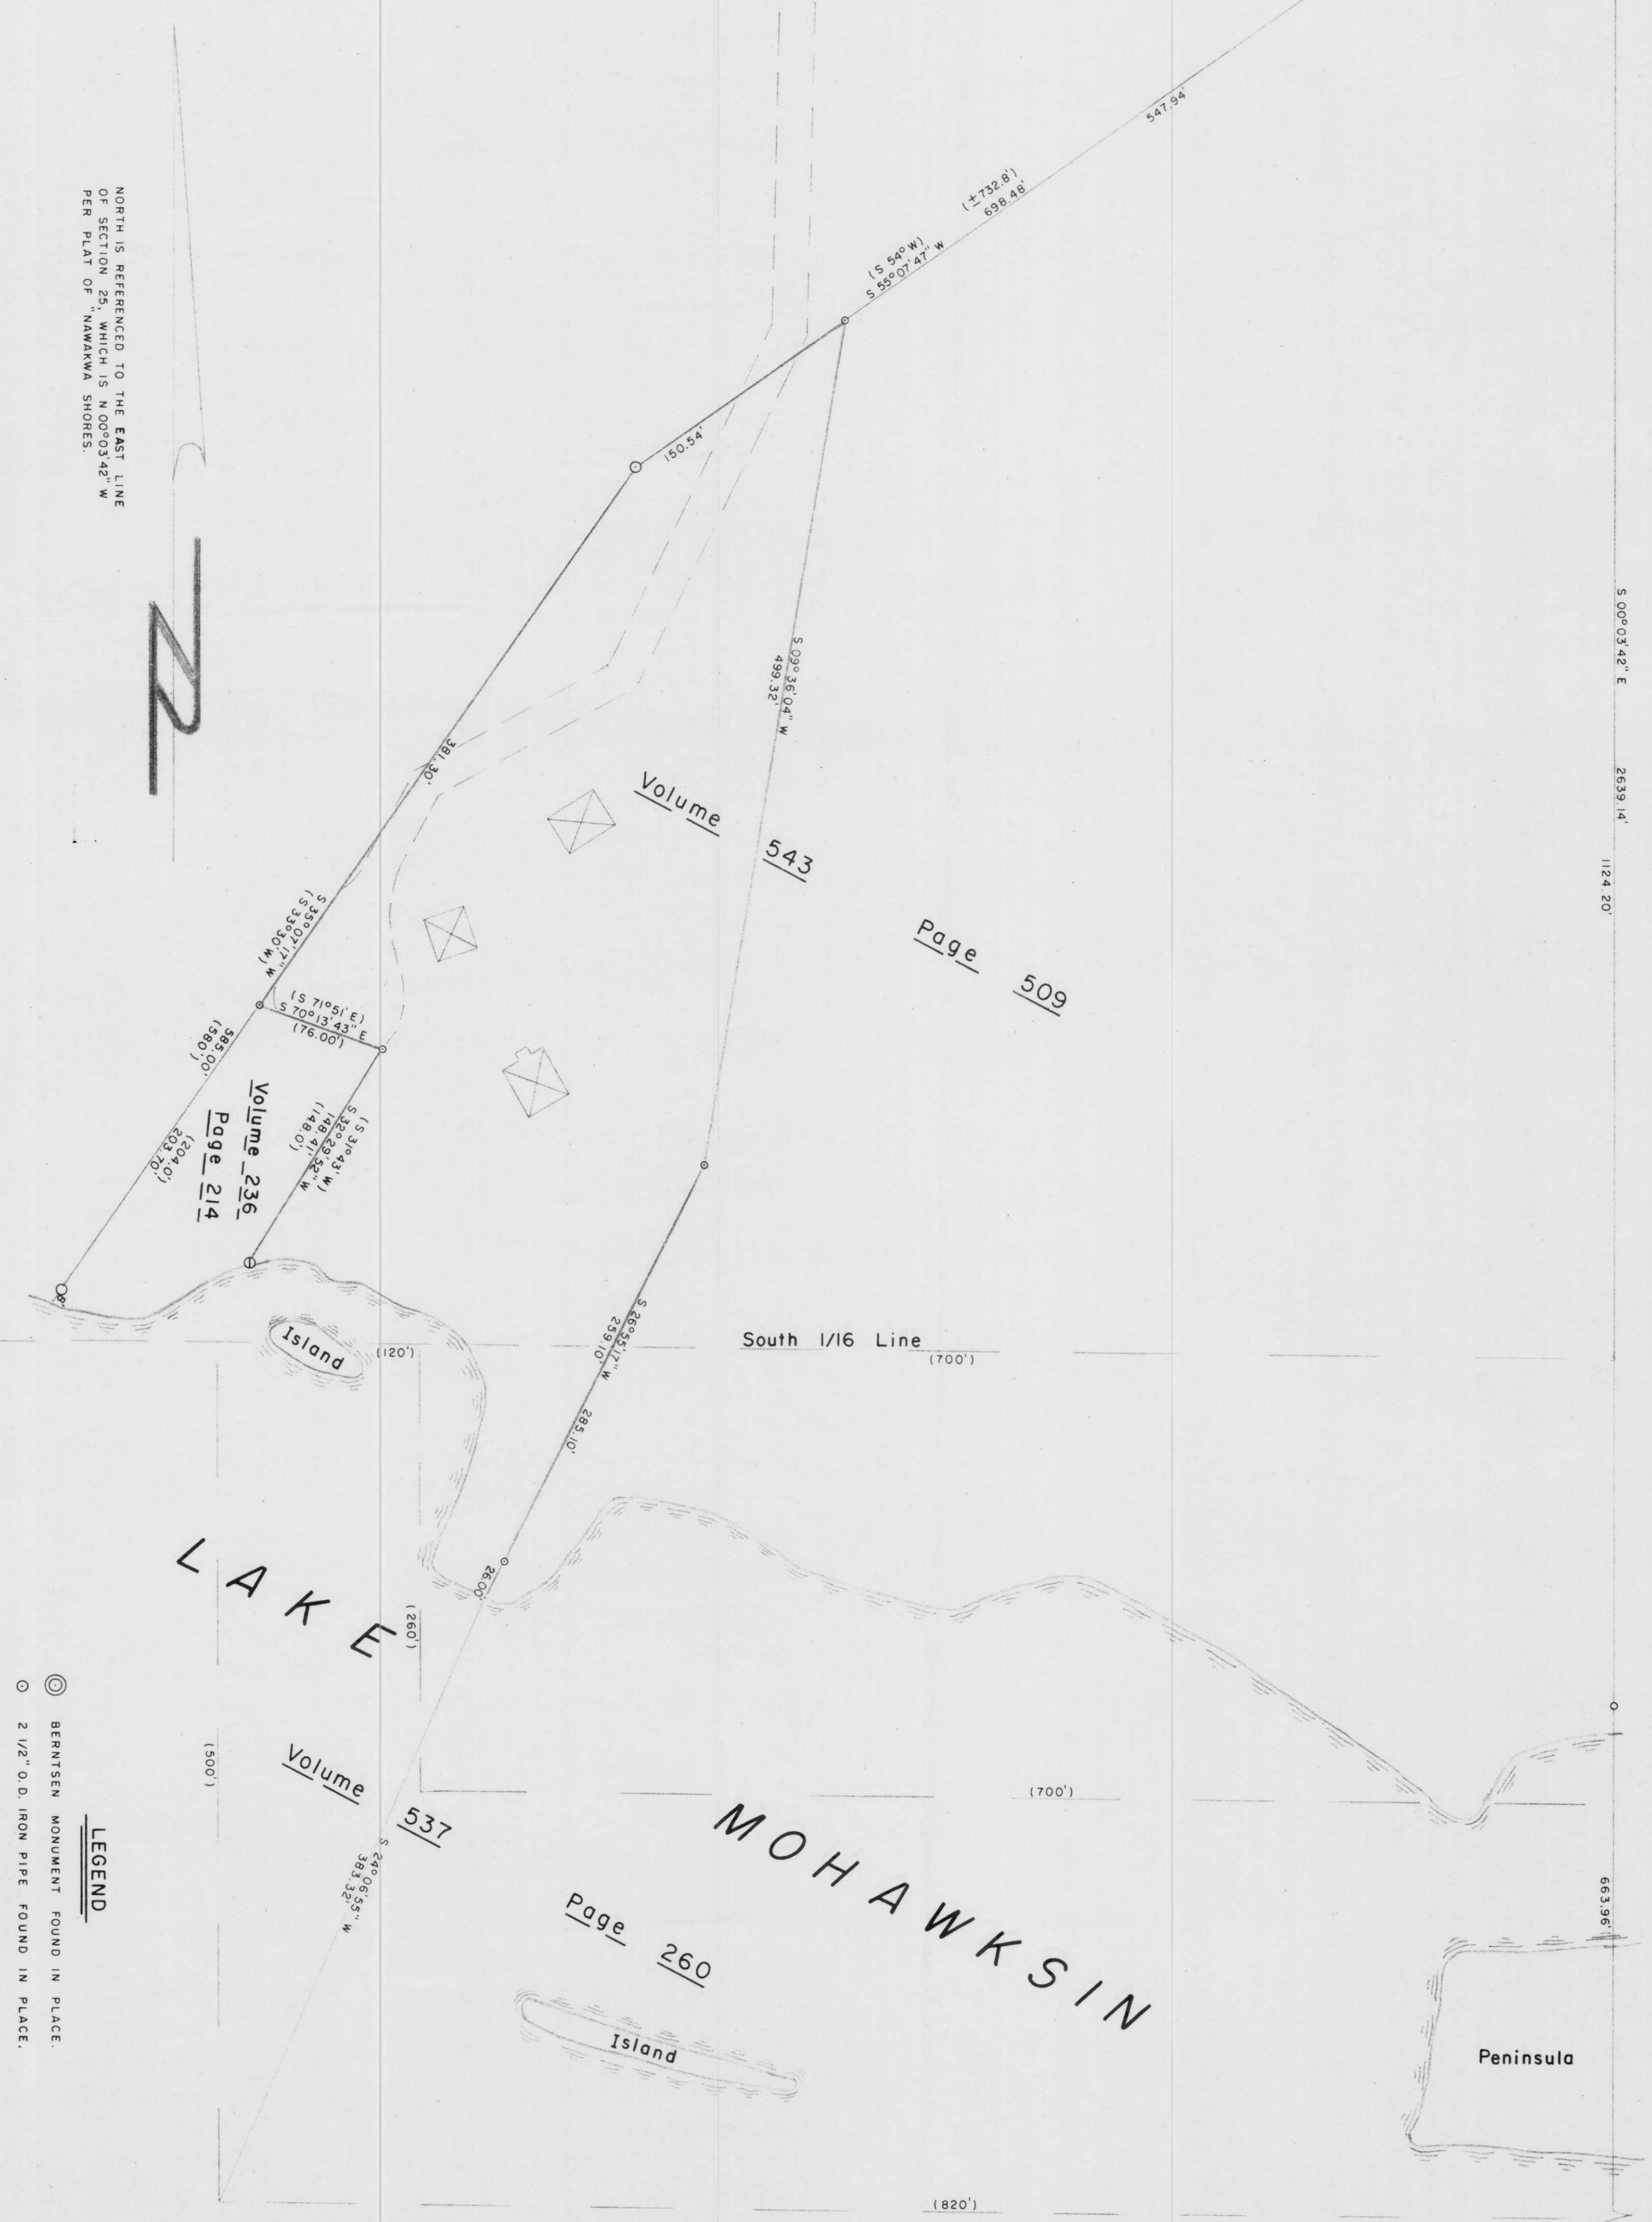 547.94'
(±732.8')
698.48'
(S 54° W)
S 55° 07' 47" W
NORTH IS REFERENCED TO THE EAST LINE
OF SECTION 25, WHICH IS N 00°03'42" W
PER PLAT OF "NAWAKWA SHORES.
150.54'
S 00°03'42" E
2639.14'
1124.20'
S 09° 36' 04" W
499.32'
381.30'
Volume 543
Page 509
S 35° 07' 17" W
(S 33° 30' W)
(S 71°51' E)
S 70°13'43" E
(76.00')
585.00'
(580')
Volume 236
Page 214
(S 31°43' W)
S 32° 29' 52" W
148.41'
(148.0')
(204.0')
203.70'
8'
Island
(120')
South 1/16 Line
(700')
S 26°55'17" W
259.10'
285.10'
26.00'
LAKE
(260')
(500')
Volume 537
(700')
MOHAWKSIN
S 24° 06' 55" W
383.32'
Page 260
663.96'
Island
Peninsula
(820')
LEGEND
BERNTSEN MONUMENT FOUND IN PLACE.
2 1/2" O.D. IRON PIPE FOUND IN PLACE.